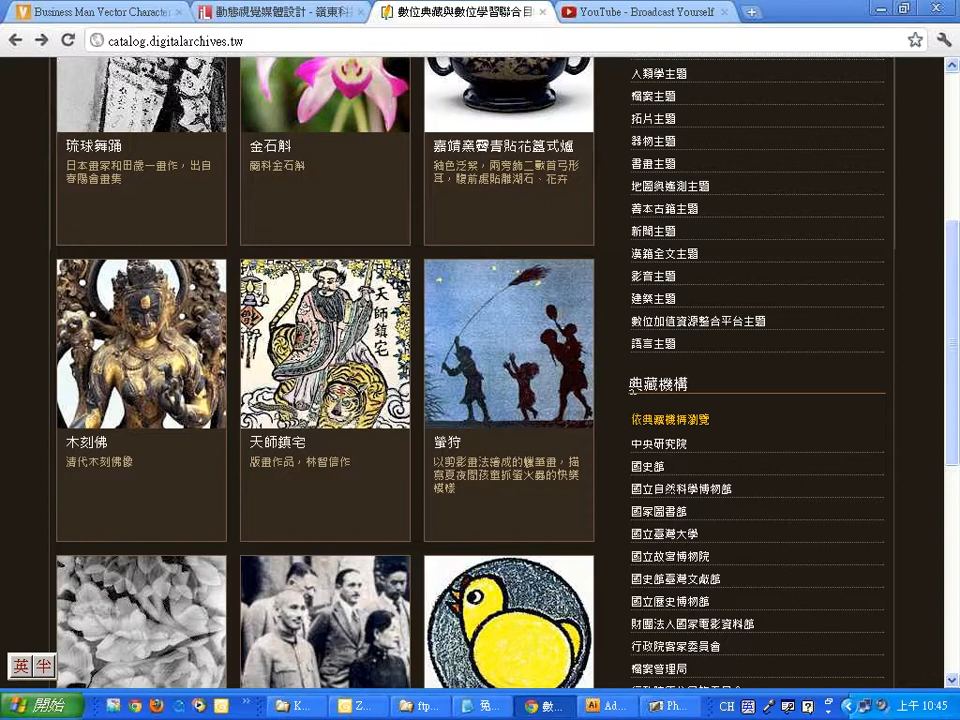 Business Man Vector Character
動態視覺媒體設計 - 嶺東科
數位典藏與數位學習聯合目
YouTube - Broadcast Yourself
catalog.digitalarchives.tw
琉球舞踊
日本畫家和田歲一畫作，出自
春陽會畫集
金石斛
蘭科金石斛
嘉靖業罄青貼花簋式爐
釉色泛紫，兩旁飾二獸首弓形
耳，腹前處貼雕湖石、花卉
木刻佛
清代木刻佛像
天師鎮宅
天師鎮宅
版畫作品，林智信作
螢狩
以剪影畫法繪成的蠟筆畫，描
寫夏夜間孩童抓螢火蟲的快樂
模樣
人類學主題
檔案主題
拓片主題
器物主題
書畫主題
地圖與遙測主題
善本古籍主題
新聞主題
漢籍全文主題
影音主題
建築主題
數位加值資源整合平台主題
語言主題
典藏機構
依典藏機構瀏覽
中央研究院
國史館
國立自然科學博物館
國家圖書館
國立臺灣大學
國立故宮博物院
國史館臺灣文獻館
國立歷史博物館
財團法人國家電影資料館
行政院客家委員會
檔案管理局
英 半
開始
K...
Z...
ftp...
兔...
數...
Ad...
Ph...
CH
上午 10:45